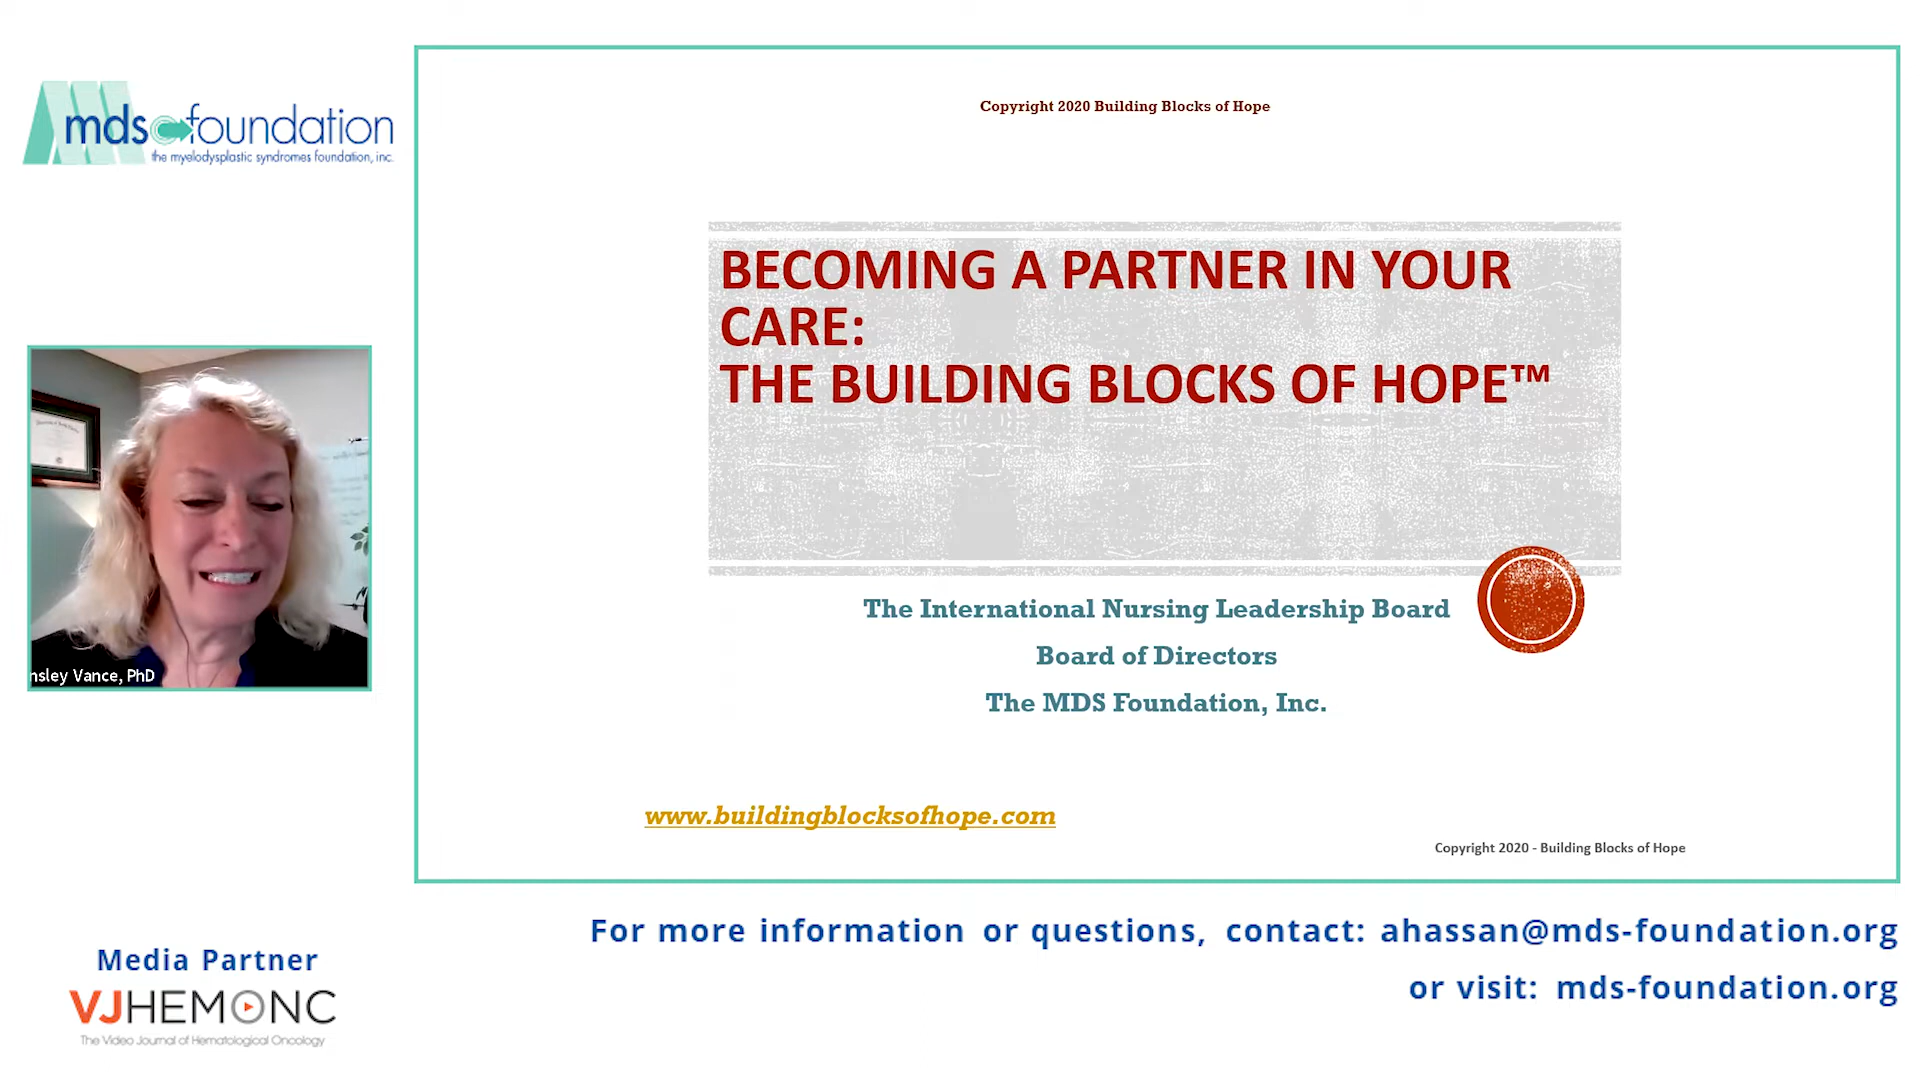 mds foundation
the myelodysplastic syndromes foundation, inc.
Copyright 2020 Building Blocks of Hope
BECOMING A PARTNER IN YOUR
CARE:
THE BUILDING BLOCKS OF HOPE™
The International Nursing Leadership Board
Board of Directors
The MDS Foundation, Inc.
www.buildingblocksofhope.com
Copyright 2020 - Building Blocks of Hope
nsley Vance, PhD
For more information or questions, contact: ahassan@mds-foundation.org
or visit: mds-foundation.org
Media Partner
VJHEMONC
The Video Journal of Hematological Oncology